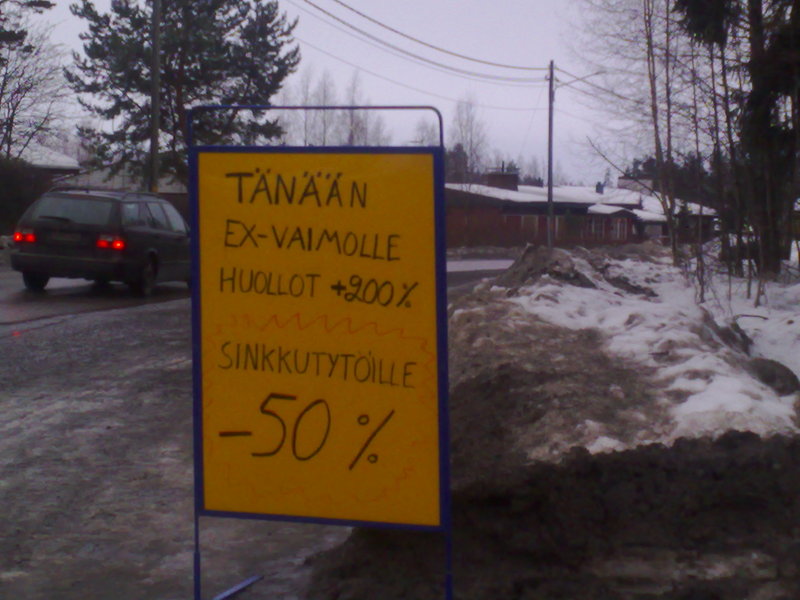 TÄNÄÄN
EX-VAIMOLLE
HUOLLOT +200%
SINKKUTYTÖILLE
-50 %